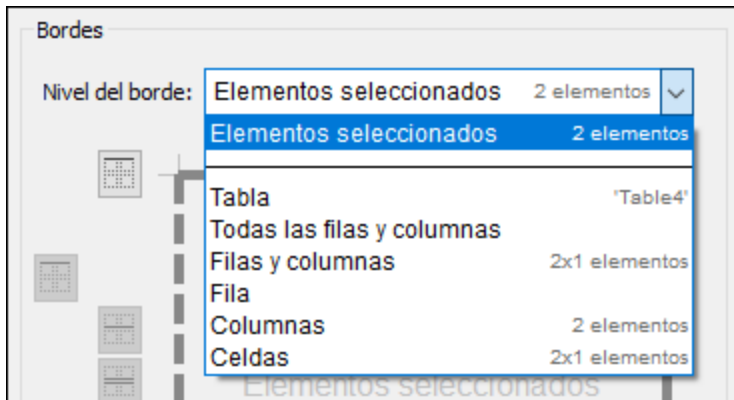 Bordes
Nivel del borde: Elementos seleccionados 2 elementos
Elementos seleccionados 2 elementos
Tabla 'Table4'
Todas las filas y columnas
Filas y columnas 2x1 elementos
Fila
Columnas 2 elementos
Celdas 2x1 elementos
Elementos seleccionados